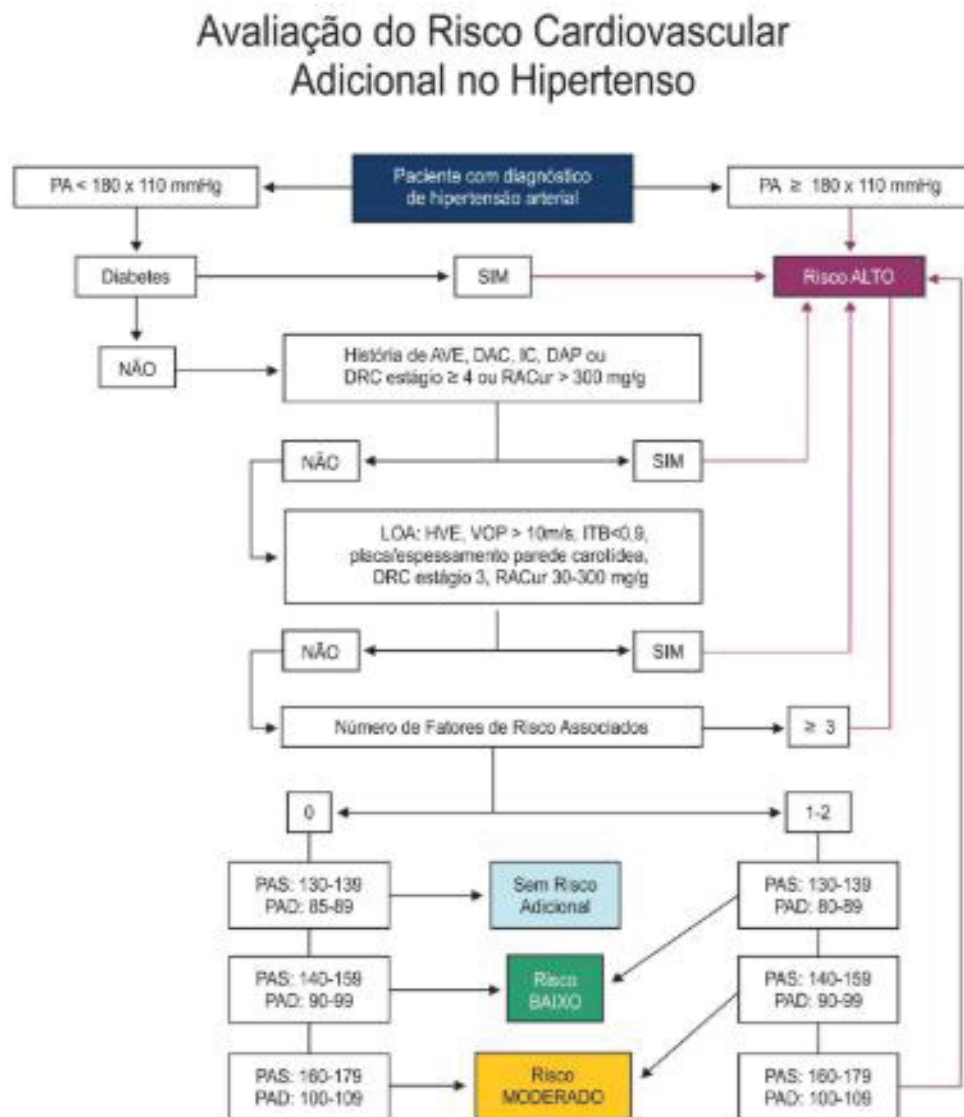 Avaliação do Risco Cardiovascular
Adicional no Hipertenso
PA < 180 x 110 mmHg
Paciente com diagnóstico
de hipertensão arterial
PA ≥ 180 x 110 mmHg
Diabetes
SIM
Risco ALTO
NÃO
História de AVE, DAC, IC, DAP ou
DRC estágio ≥ 4 ou RACur > 300 mg/g
NÃO
SIM
LOA: HVE, VOP > 10m/s, ITB<0,9,
placa/espessamento parede carotídea,
DRC estágio 3, RACur 30-300 mg/g
NÃO
SIM
Número de Fatores de Risco Associados
≥ 3
0
1-2
PAS: 130-139
PAD: 85-89
Sem Risco
Adicional
PAS: 130-139
PAD: 80-89
PAS: 140-159
PAD: 90-99
Risco
BAIXO
PAS: 140-159
PAD: 90-99
PAS: 160-179
PAD: 100-109
Risco
MODERADO
PAS: 160-179
PAD: 100-109